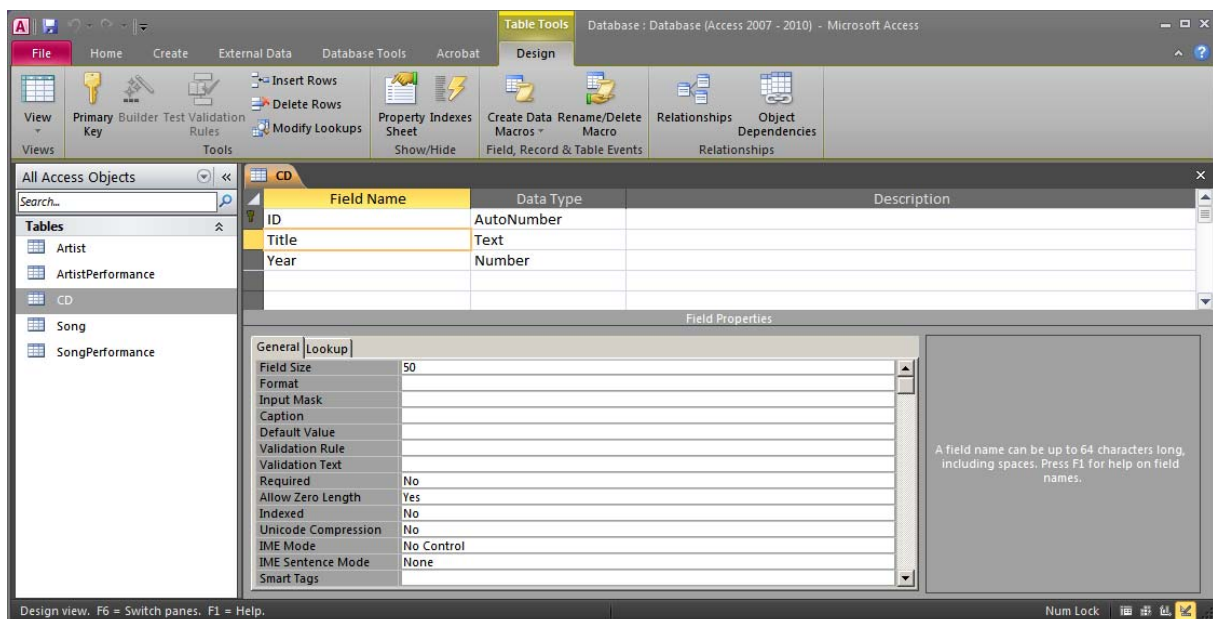 A
Table Tools
Database : Database (Access 2007 - 2010) - Microsoft Access
File Home Create External Data Database Tools Acrobat Design
View
Views
Primary Key
Builder
Test Validation Rules
Insert Rows
Delete Rows
Modify Lookups
Tools
Property Sheet
Indexes
Show/Hide
Create Data Macros
Rename/Delete Macro
Field, Record & Table Events
Relationships
Object Dependencies
Relationships
All Access Objects
Search...
Tables
Artist
ArtistPerformance
CD
Song
SongPerformance
CD
Field Name Data Type Description
ID AutoNumber
Title Text
Year Number
Field Properties
General Lookup
Field Size 50
Format
Input Mask
Caption
Default Value
Validation Rule
Validation Text
Required No
Allow Zero Length Yes
Indexed No
Unicode Compression No
IME Mode No Control
IME Sentence Mode None
Smart Tags
A field name can be up to 64 characters long,
including spaces. Press F1 for help on field
names.
Design view. F6 = Switch panes. F1 = Help.
Num Lock